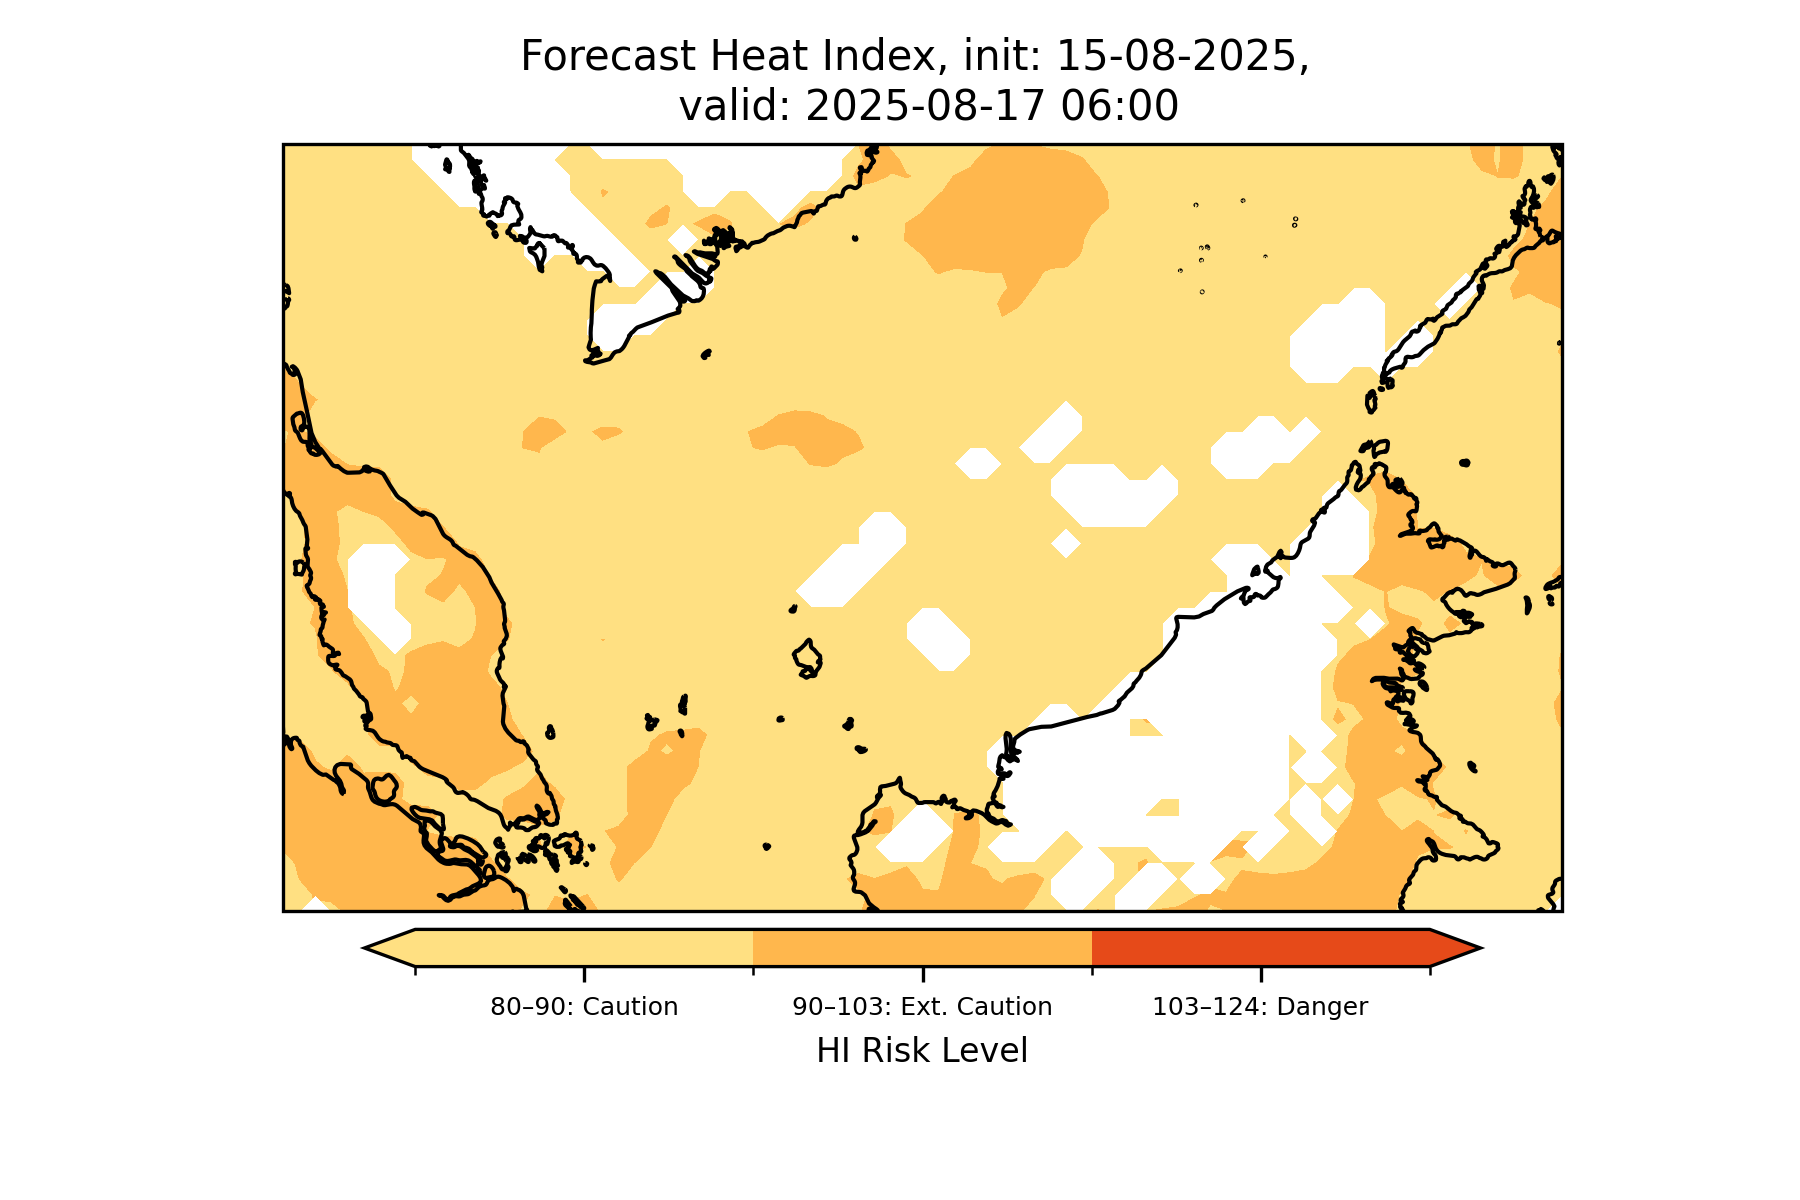 Forecast Heat Index, init: 15-08-2025,
valid: 2025-08-17 06:00
80–90: Caution
90–103: Ext. Caution
103–124: Danger
HI Risk Level